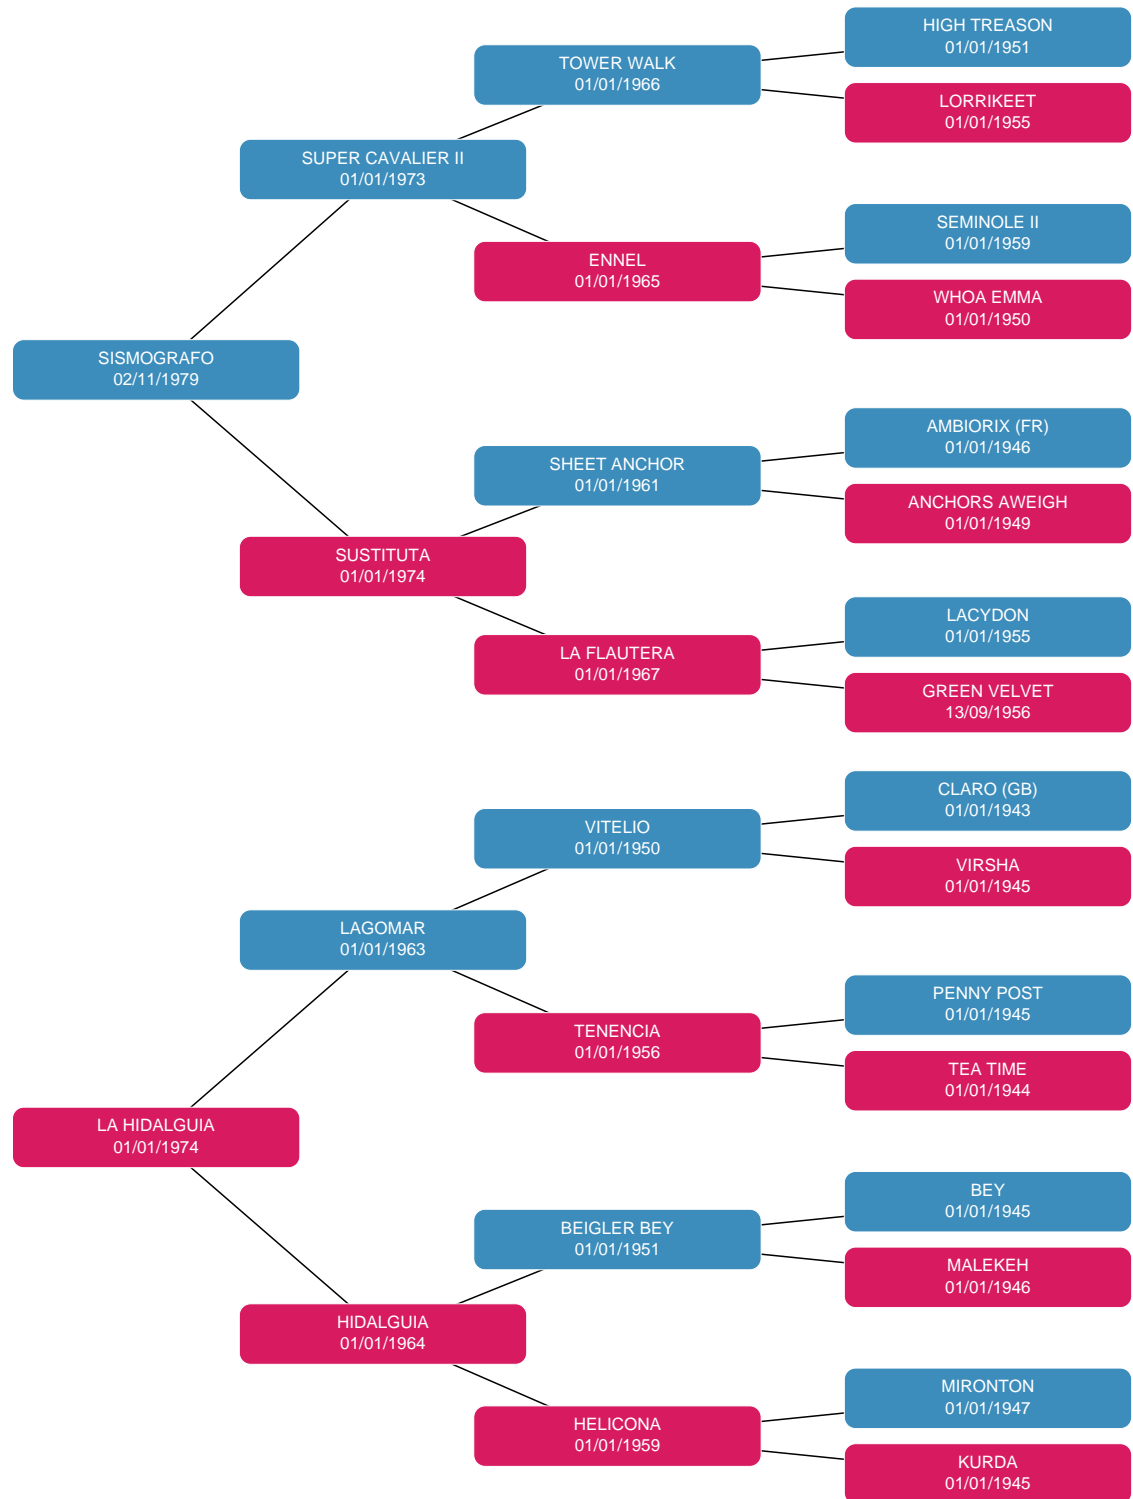 HIGH TREASON
01/01/1951
TOWER WALK
01/01/1966
LORRIKEET
01/01/1955
SUPER CAVALIER II
01/01/1973
SEMINOLE II
01/01/1959
ENNEL
01/01/1965
WHOA EMMA
01/01/1950
SISMOGRAFO
02/11/1979
AMBIORIX (FR)
01/01/1946
SHEET ANCHOR
01/01/1961
ANCHORS AWEIGH
01/01/1949
SUSTITUTA
01/01/1974
LACYDON
01/01/1955
LA FLAUTERA
01/01/1967
GREEN VELVET
13/09/1956
CLARO (GB)
01/01/1943
VITELIO
01/01/1950
VIRSHA
01/01/1945
LAGOMAR
01/01/1963
PENNY POST
01/01/1945
TENENCIA
01/01/1956
TEA TIME
01/01/1944
LA HIDALGUIA
01/01/1974
BEY
01/01/1945
BEIGLER BEY
01/01/1951
MALEKEH
01/01/1946
HIDALGUIA
01/01/1964
MIRONTON
01/01/1947
HELICONA
01/01/1959
KURDA
01/01/1945